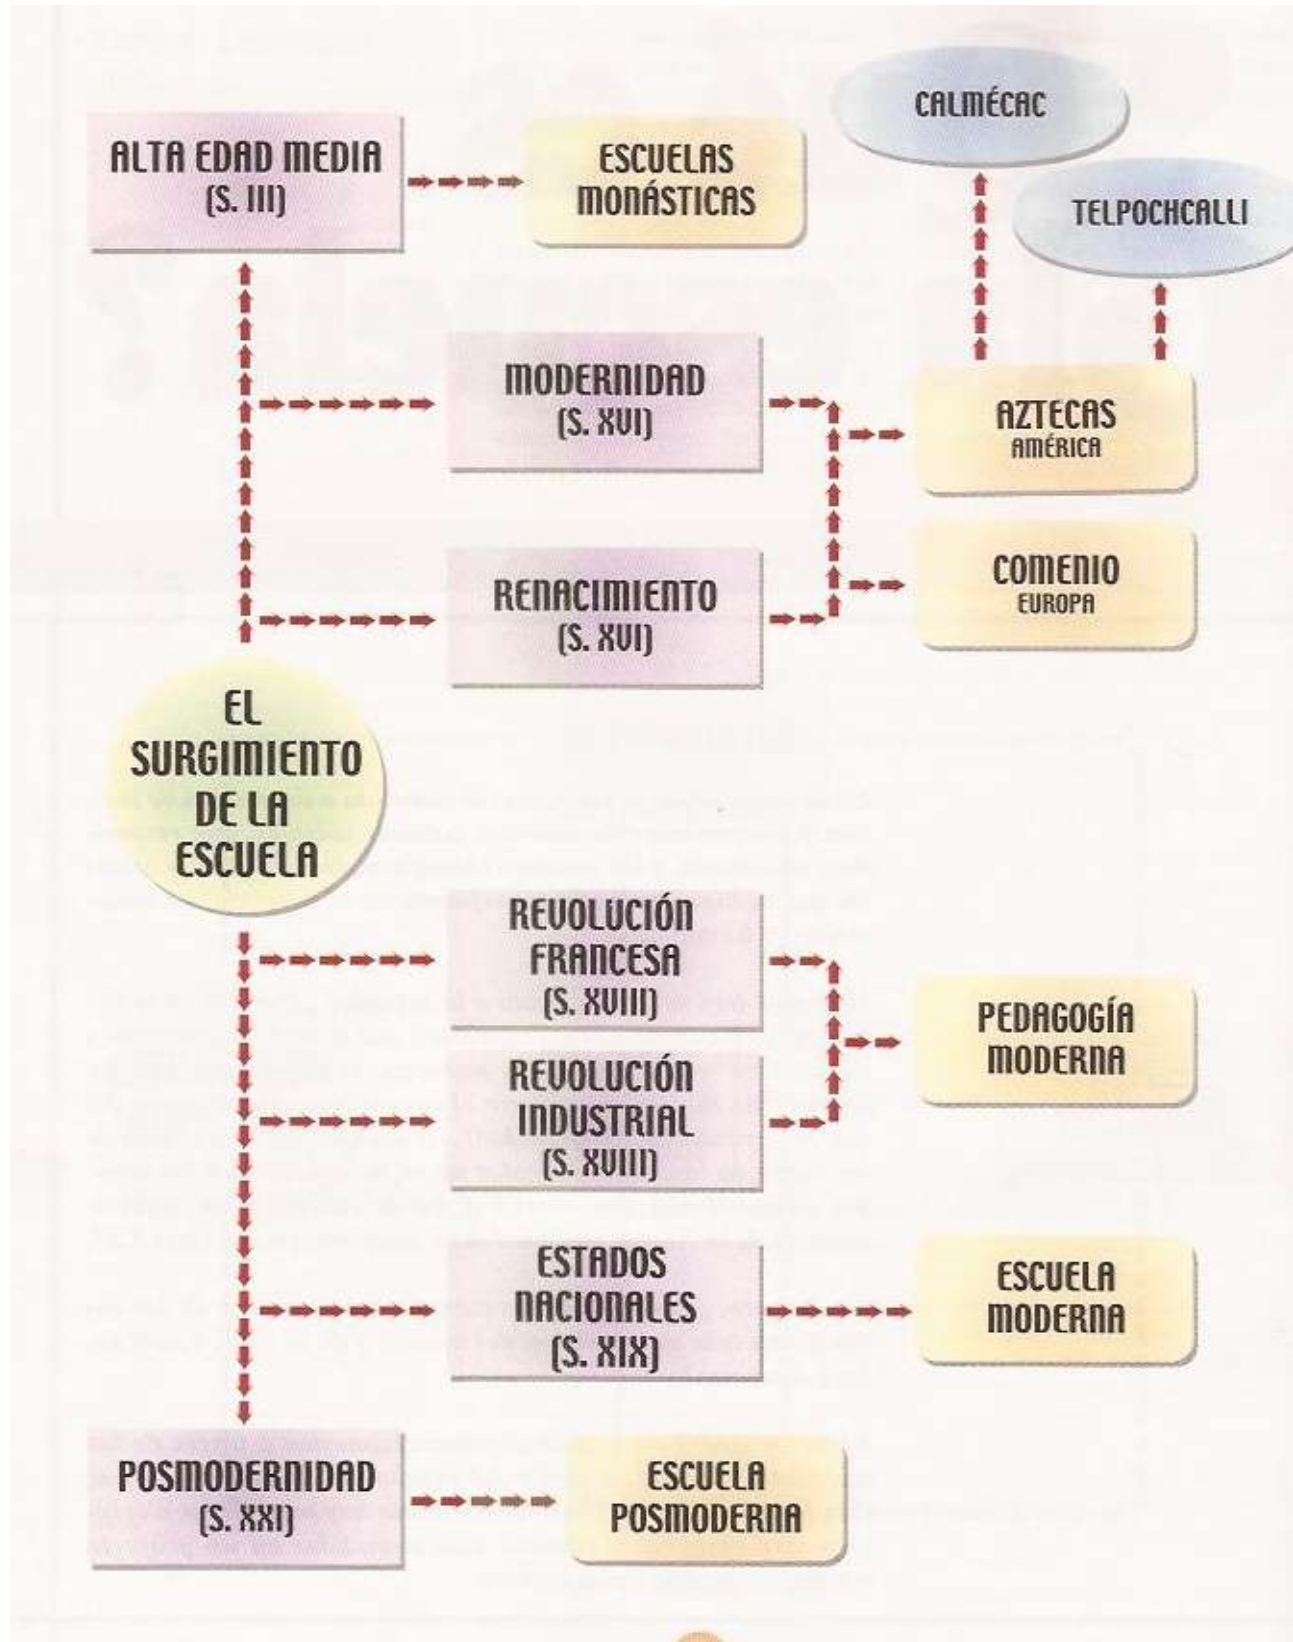 CALMÉCAC
ALTA EDAD MEDIA
(S. III)
ESCUELAS
MONÁSTICAS
TELPOCHCALLI
MODERNIDAD
(S. XVI)
AZTECAS
AMÉRICA
RENACIMIENTO
(S. XVI)
COMENIO
EUROPA
EL
SURGIMIENTO
DE LA
ESCUELA
REVOLUCIÓN
FRANCESA
(S. XVIII)
PEDAGOGÍA
MODERNA
REVOLUCIÓN
INDUSTRIAL
(S. XVIII)
ESTADOS
NACIONALES
(S. XIX)
ESCUELA
MODERNA
POSMODERNIDAD
(S. XXI)
ESCUELA
POSMODERNA